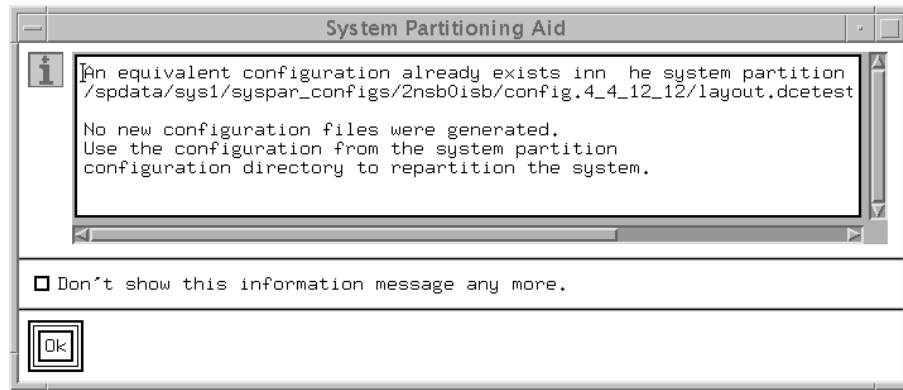 System Partitioning Aid
An equivalent configuration already exists inn  he system partition
/spdata/sys1/syspar_configs/2nsb0isb/config.4_4_12_12/layout.dcetest
No new configuration files were generated.
Use the configuration from the system partition
configuration directory to repartition the system.
Don't show this information message any more.
Ok